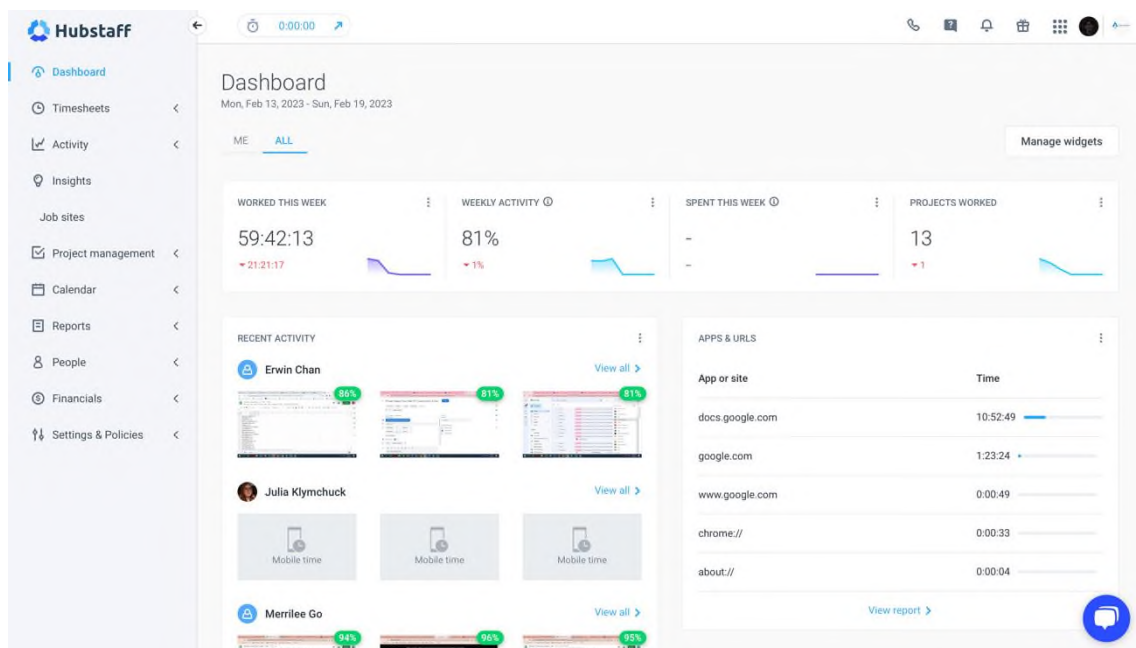 Hubstaff
0:00:00
Dashboard
Timesheets
Activity
Insights
Job sites
Project management
Calendar
Reports
People
Financials
Settings & Policies
Dashboard
Mon, Feb 13, 2023 - Sun, Feb 19, 2023
ME ALL
Manage widgets
WORKED THIS WEEK
59:42:13
21:21:17
WEEKLY ACTIVITY
81%
1%
SPENT THIS WEEK
-
-
PROJECTS WORKED
13
1
RECENT ACTIVITY
Erwin Chan View all
86% 81% 81%
Julia Klymchuck View all
Mobile time Mobile time Mobile time
Merrilee Go View all
94% 96% 95%
APPS & URLS
App or site Time
docs.google.com 10:52:49
google.com 1:23:24
www.google.com 0:00:49
chrome:// 0:00:33
about:// 0:00:04
View report